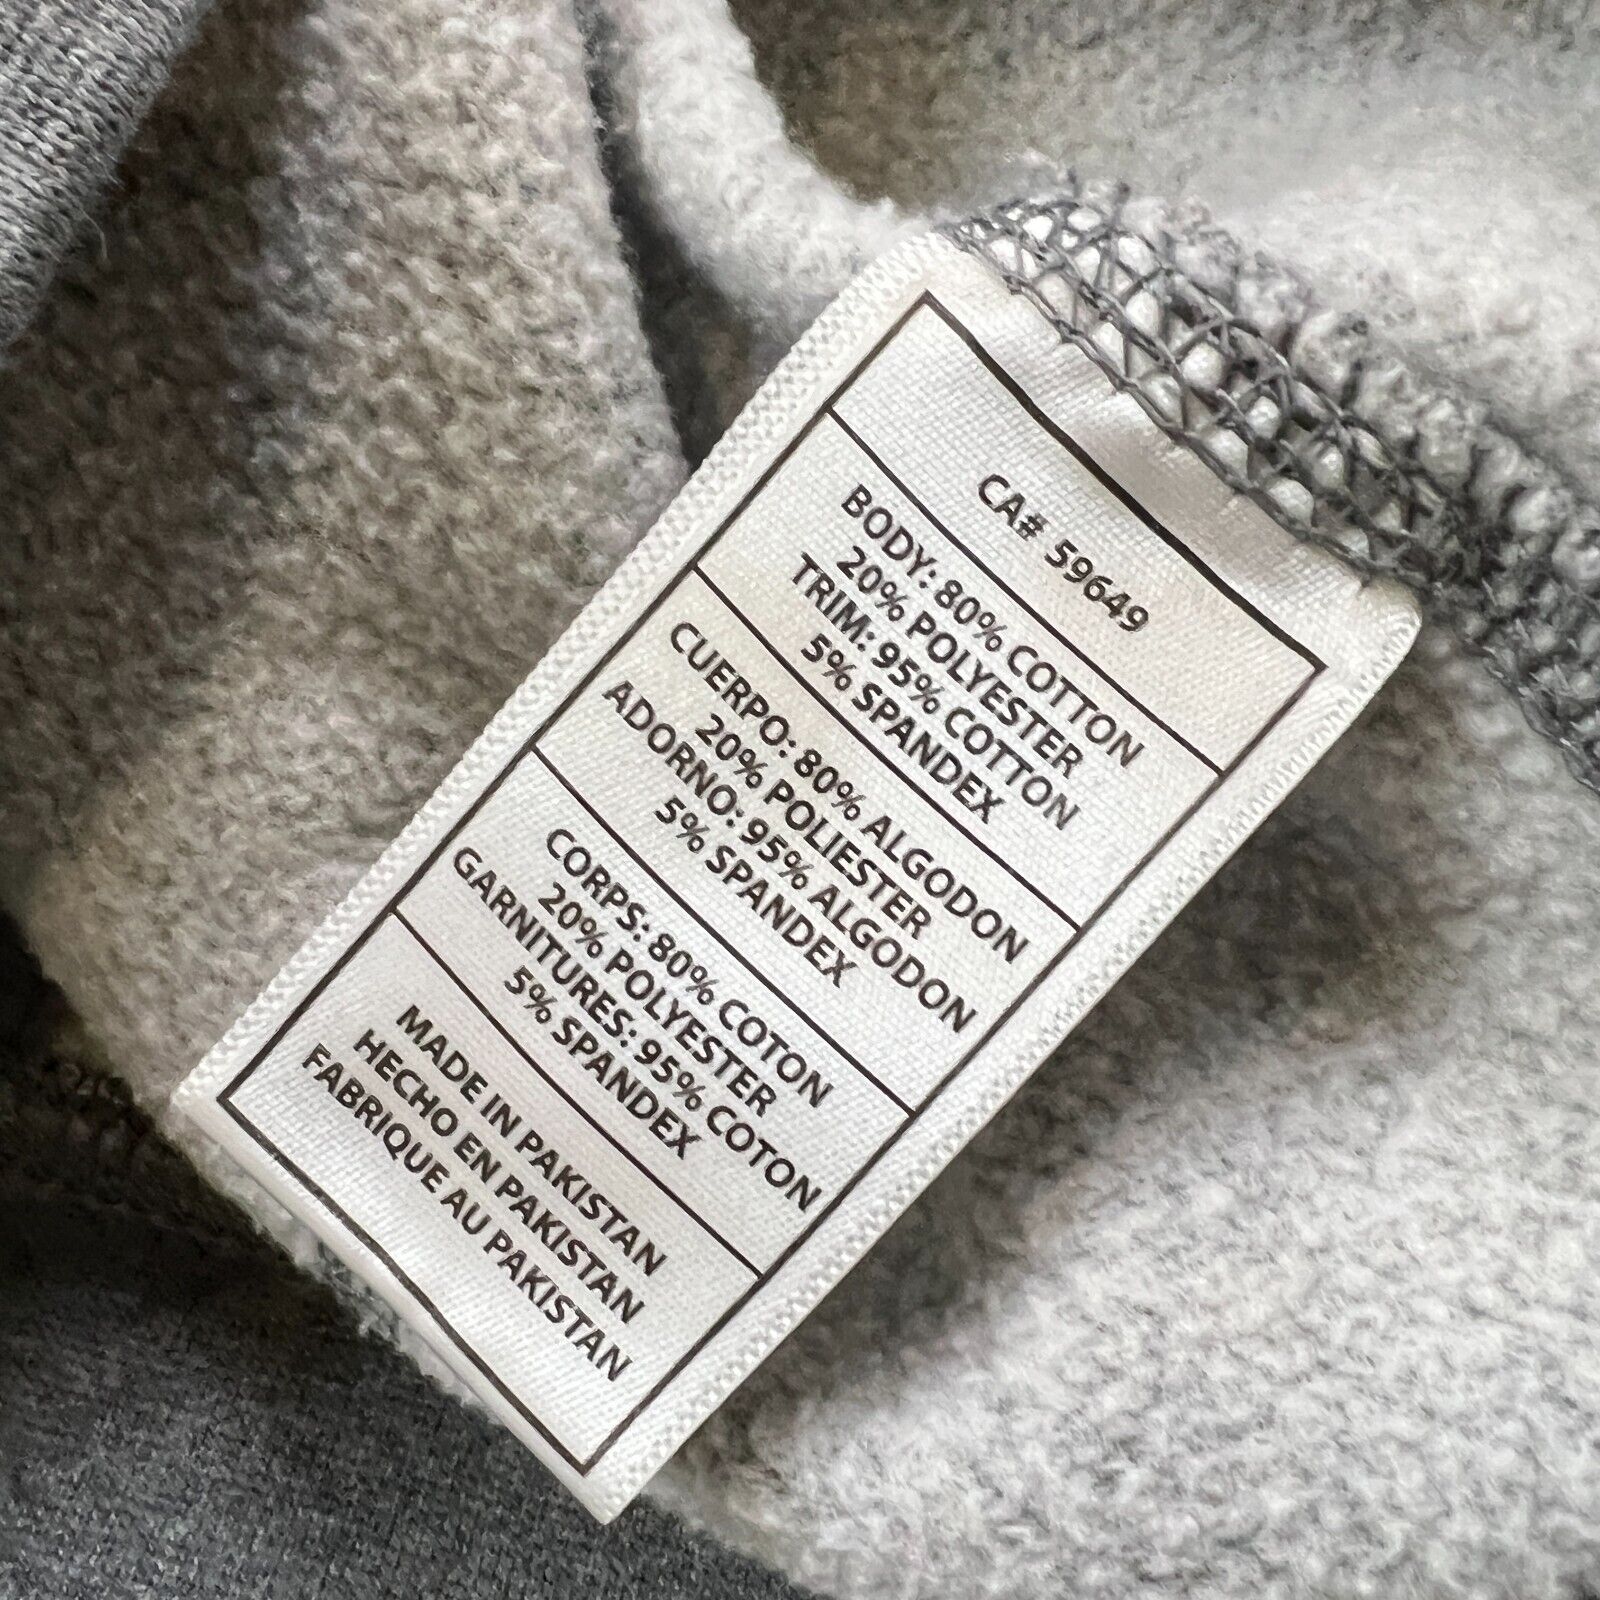 CA# 59649
BODY: 80% COTTON
20% POLYESTER
TRIM: 95% COTTON
5% SPANDEX
CUERPO: 80% ALGODON
20% POLIESTER
ADORNO: 95% ALGODON
5% SPANDEX
CORPS: 80% COTON
20% POLYESTER
GARNITURES: 95% COTON
5% SPANDEX
MADE IN PAKISTAN
HECHO EN PAKISTAN
FABRIQUE AU PAKISTAN